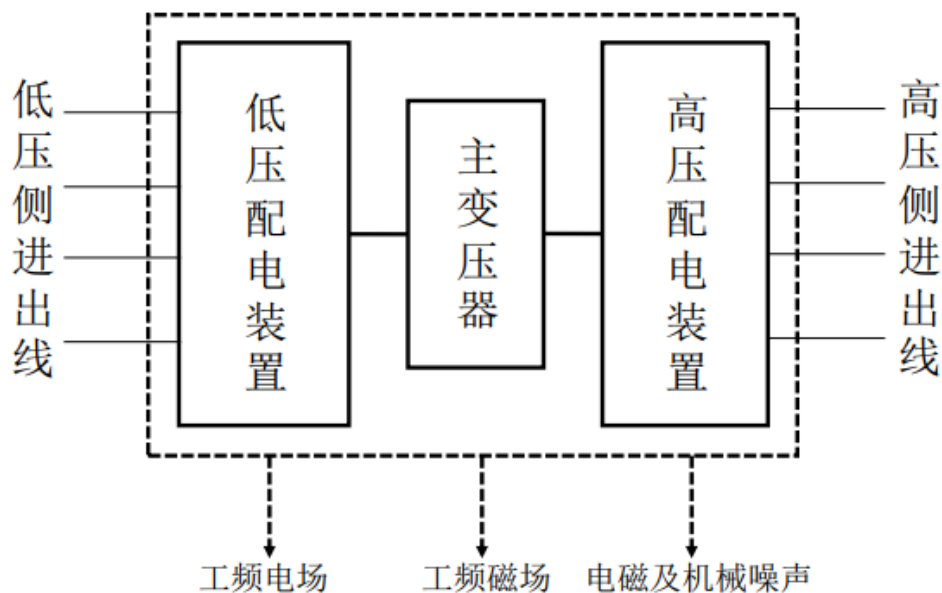 低压侧进出线
低压配电装置
主变压器
高压配电装置
高压侧进出线
工频电场
工频磁场
电磁及机械噪声